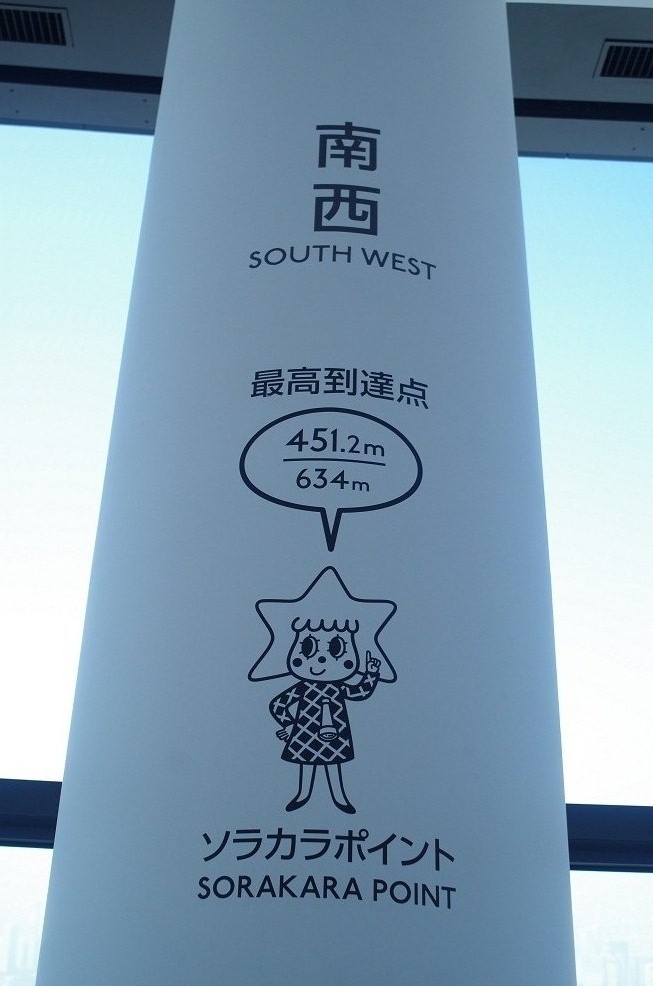 南
西
SOUTH WEST
最高到達点
451.2m
634m
ソラカラポイント
SORAKARA POINT